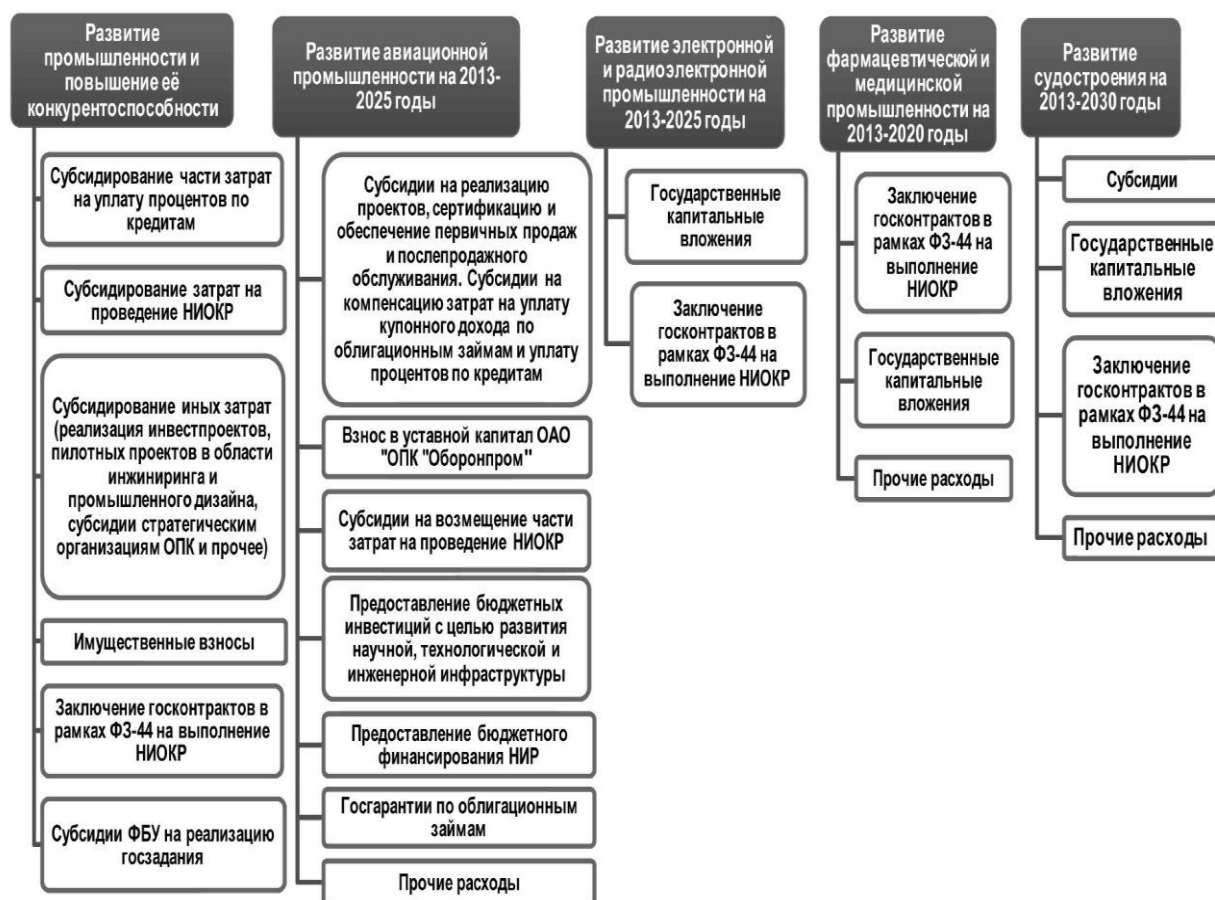 Развитие
промышленности и
повышение её
конкурентоспособности
Субсидирование части затрат
на уплату процентов по
кредитам
Субсидирование затрат на
проведение НИОКР
Субсидирование иных затрат
(реализация инвестпроектов,
пилотных проектов в области
инжиниринга и
промышленного дизайна,
субсидии стратегическим
организациям ОПК и прочее)
Имущественные взносы
Заключение госконтрактов в
рамках ФЗ-44 на выполнение
НИОКР
Субсидии ФБУ на реализацию
госзадания
Развитие авиационной
промышленности на 2013-
2025 годы
Субсидии на реализацию
проектов, сертификацию и
обеспечение первичных продаж
и послепродажного
обслуживания. Субсидии на
компенсацию затрат на уплату
купонного дохода по
облигационным займам и уплату
процентов по кредитам
Взнос в уставной капитал ОАО
"ОПК "Оборонпром"
Субсидии на возмещение части
затрат на проведение НИОКР
Предоставление бюджетных
инвестиций с целью развития
научной, технологической и
инженерной инфраструктуры
Предоставление бюджетного
финансирования НИР
Госгарантии по облигационным
займам
Прочие расходы
Развитие электронной
и радиоэлектронной
промышленности на
2013-2025 годы
Государственные
капитальные
вложения
Заключение
госконтрактов в
рамках ФЗ-44 на
выполнение НИОКР
Развитие
фармацевтической и
медицинской
промышленности на
2013-2020 годы
Заключение
госконтрактов в
рамках ФЗ-44 на
выполнение
НИОКР
Государственные
капитальные
вложения
Прочие расходы
Развитие
судостроения на
2013-2030 годы
Субсидии
Государственные
капитальные
вложения
Заключение
госконтрактов в
рамках ФЗ-44 на
выполнение
НИОКР
Прочие расходы